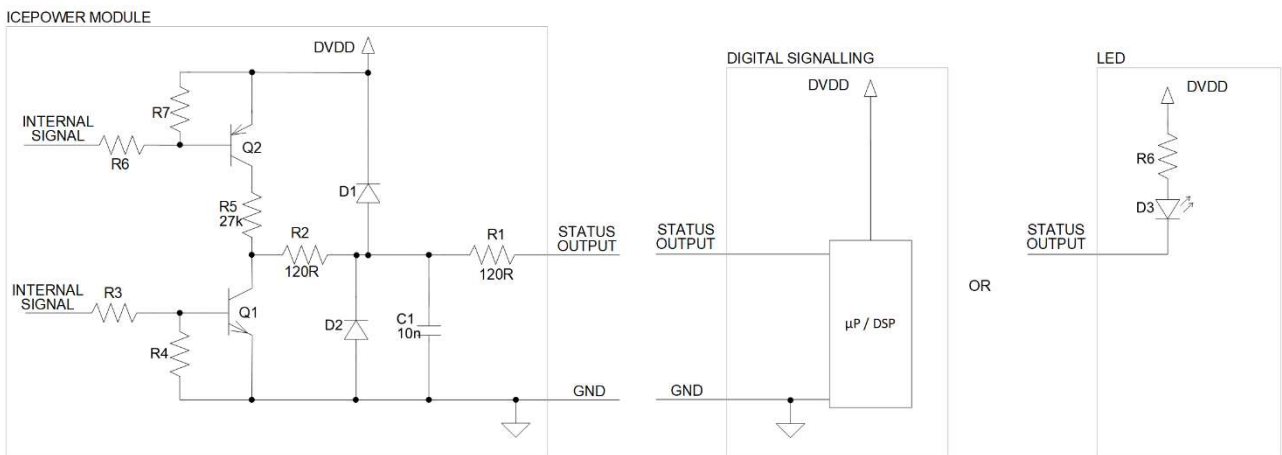 ICEPOWER MODULE
DVDD
R7
INTERNAL
SIGNAL
R6
Q2
R5
27k
D1
R2
120R
R1
120R
STATUS
OUTPUT
INTERNAL
SIGNAL
R3
Q1
R4
D2
C1
10n
GND
DIGITAL SIGNALLING
DVDD
STATUS
OUTPUT
µP / DSP
GND
OR
LED
DVDD
R6
D3
STATUS
OUTPUT